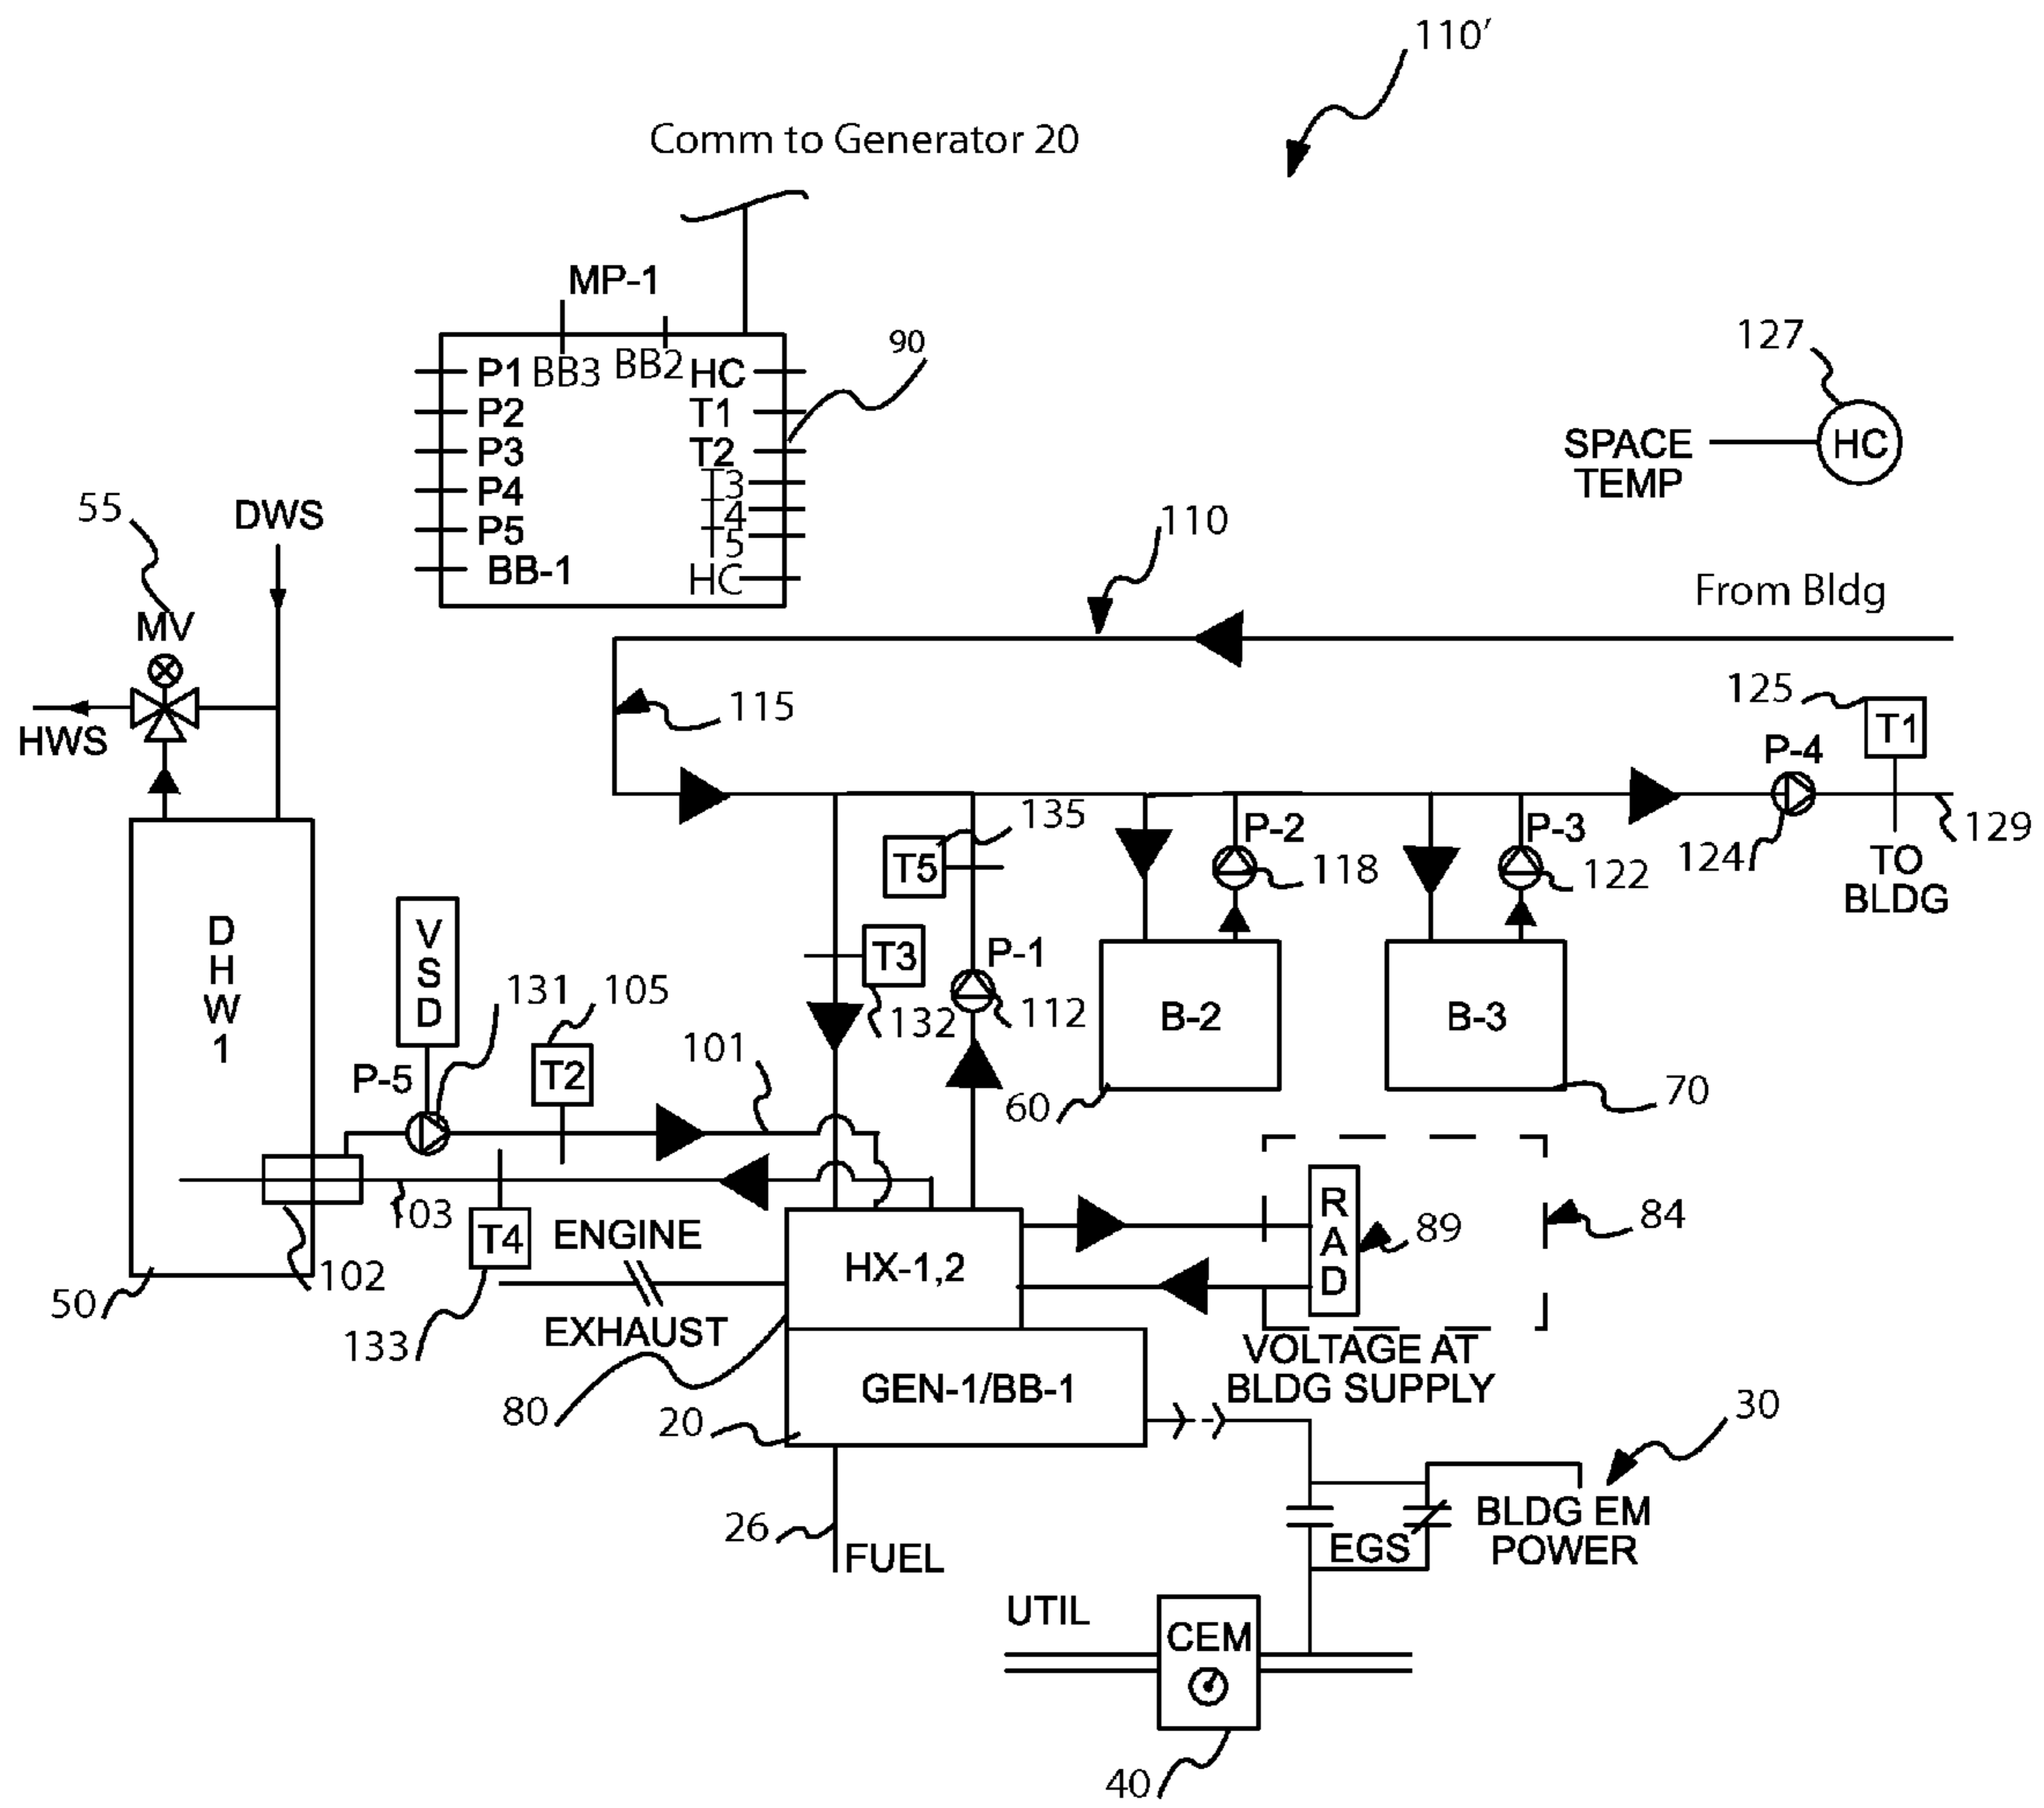 110′
Comm to Generator 20
MP-1
90
P1 BB3 BB2 HC
P2 T1
P3 T2
P4 T3
P5 T4
T5
BB-1 HC
127
SPACE
TEMP
HC
55
DWS
MV
HWS
110
From Bldg
115
125
T1
P-4
124
129
TO
BLDG
135
T5
P-2
118
P-3
122
T3
132
P-1
112
B-2
60
B-3
70
D
H
W
1
V
S
D
P-5
131
105
T2
101
103
T4
133
102
50
ENGINE
EXHAUST
HX-1,2
80
GEN-1/BB-1
20
R
A
D
89
84
VOLTAGE AT
BLDG SUPPLY
26
FUEL
30
BLDG EM
POWER
EGS
UTIL
CEM
40